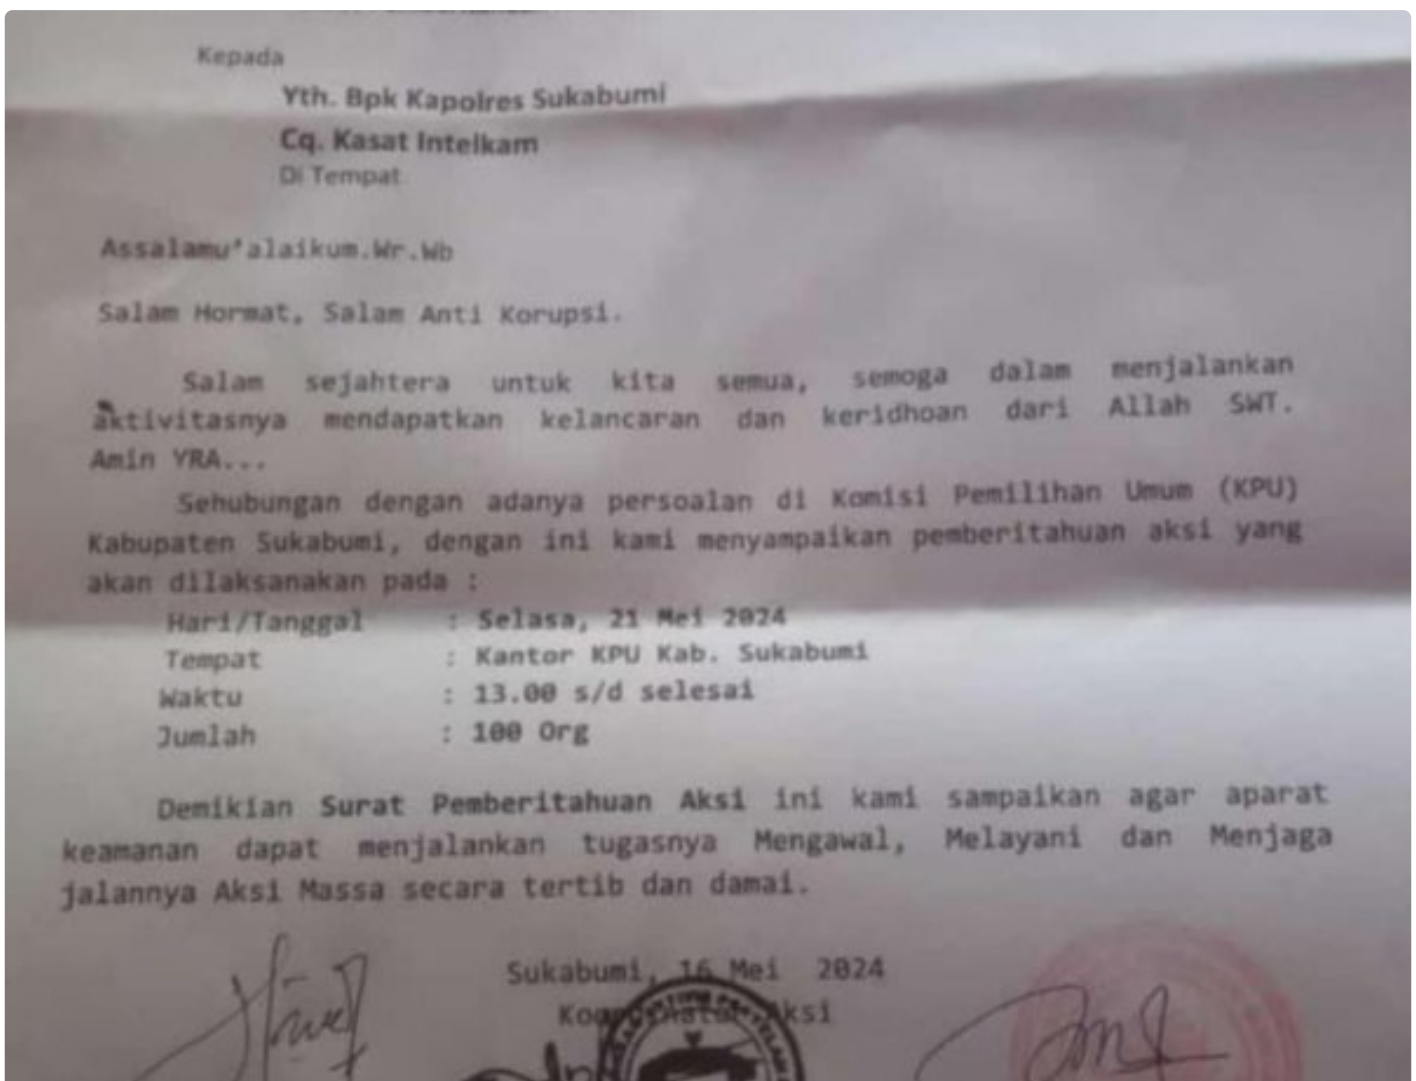 Kepada
Yth. Bpk Kapolres Sukabumi
Cq. Kasat Intelkam
Di Tempat
Assalamu'alaikum.Wr.Wb
Salam Hormat, Salam Anti Korupsi.
Salam sejahtera untuk kita semua, semoga dalam menjalankan
aktivitasnya mendapatkan kelancaran dan keridhoan dari Allah SWT.
Amin YRA...
Sehubungan dengan adanya persoalan di Komisi Pemilihan Umum (KPU)
Kabupaten Sukabumi, dengan ini kami menyampaikan pemberitahuan aksi yang
akan dilaksanakan pada :
Hari/Tanggal : Selasa, 21 Mei 2024
Tempat : Kantor KPU Kab. Sukabumi
Waktu : 13.00 s/d selesai
Jumlah : 100 Org
Demikian Surat Pemberitahuan Aksi ini kami sampaikan agar aparat
keamanan dapat menjalankan tugasnya Mengawal, Melayani dan Menjaga
jalannya Aksi Massa secara tertib dan damai.
Sukabumi, 16 Mei 2024
Aksi